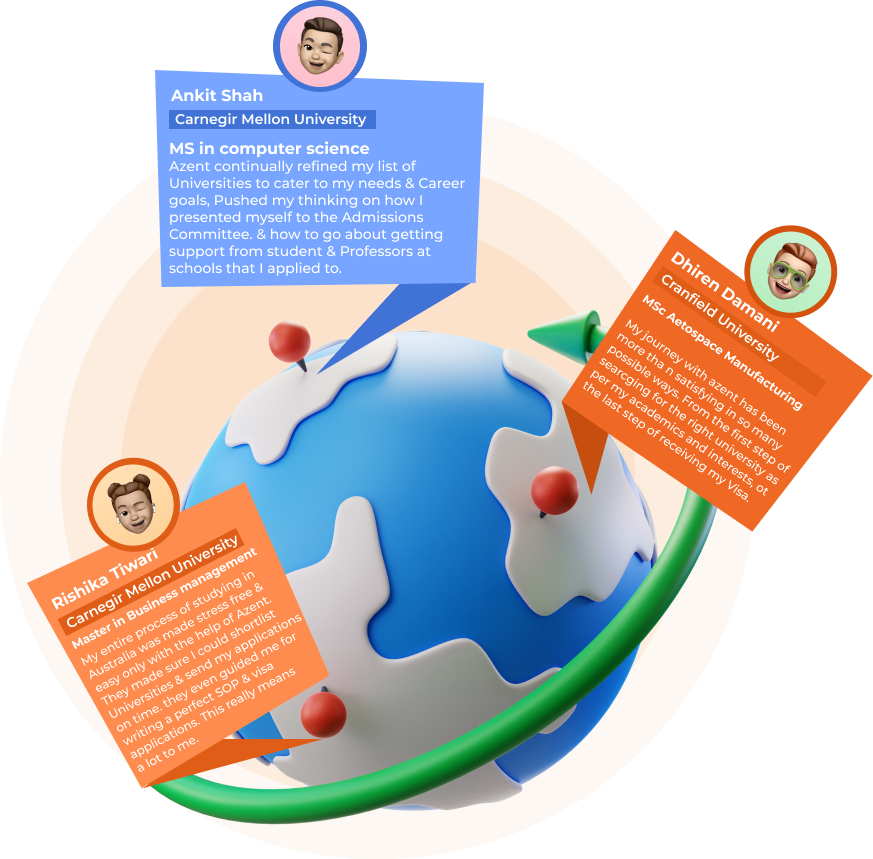 Ankit Shah
Carnegir Mellon University
MS in computer science
Azent continually refined my list of
Universities to cater to my needs & Career
goals, Pushed my thinking on how I
presented myself to the Admissions
Committee. & how to go about getting
support from student & Professors at
schools that I applied to.
Dhiren Damani
Cranfield University
MSc Aetospace Manufacturing
My journey with azent has been
more tha n satisfying in so many
possible ways. From the first step of
searcging for the right university as
per my academics and interests, ot
the last step of receiving my Visa.
Rishika Tiwari
Carnegir Mellon University
Master in Business management
My entire process of studying in
Australia was made stress free &
easy only with the help of Azent.
They made sure I could shortlist
Universities & send my applications
on time. they even guided me for
writing a perfect SOP & visa
applications. This really means
a lot to me.